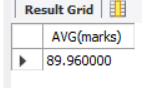 Result Grid
AVG(marks)
89.960000